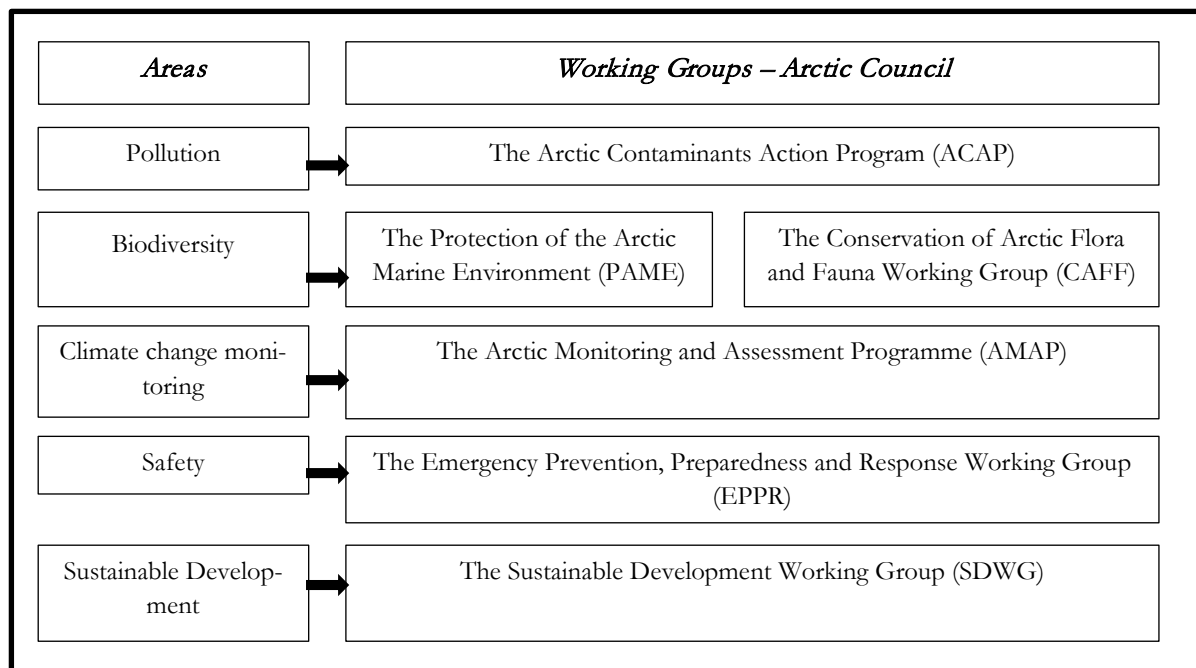 Areas
Working Groups – Arctic Council
Pollution
The Arctic Contaminants Action Program (ACAP)
Biodiversity
The Protection of the Arctic
Marine Environment (PAME)
The Conservation of Arctic Flora
and Fauna Working Group (CAFF)
Climate change moni-
toring
The Arctic Monitoring and Assessment Programme (AMAP)
Safety
The Emergency Prevention, Preparedness and Response Working Group
(EPPR)
Sustainable Develop-
ment
The Sustainable Development Working Group (SDWG)